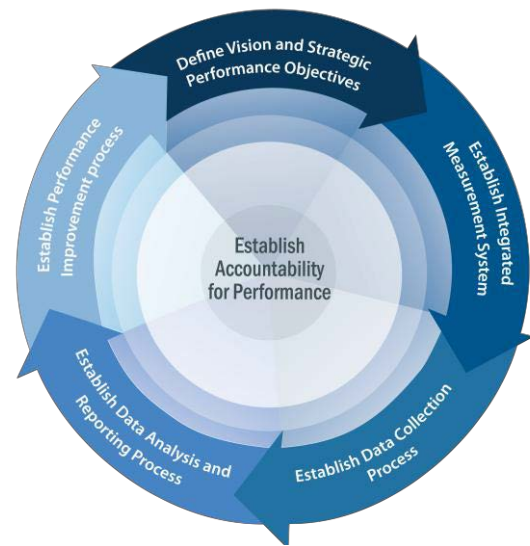 Define Vision and Strategic
Performance Objectives
Establish Integrated
Measurement System
Establish Data Collection
Process
Establish Data Analysis and
Reporting Process
Establish Performance
Improvement process
Establish
Accountability
for Performance